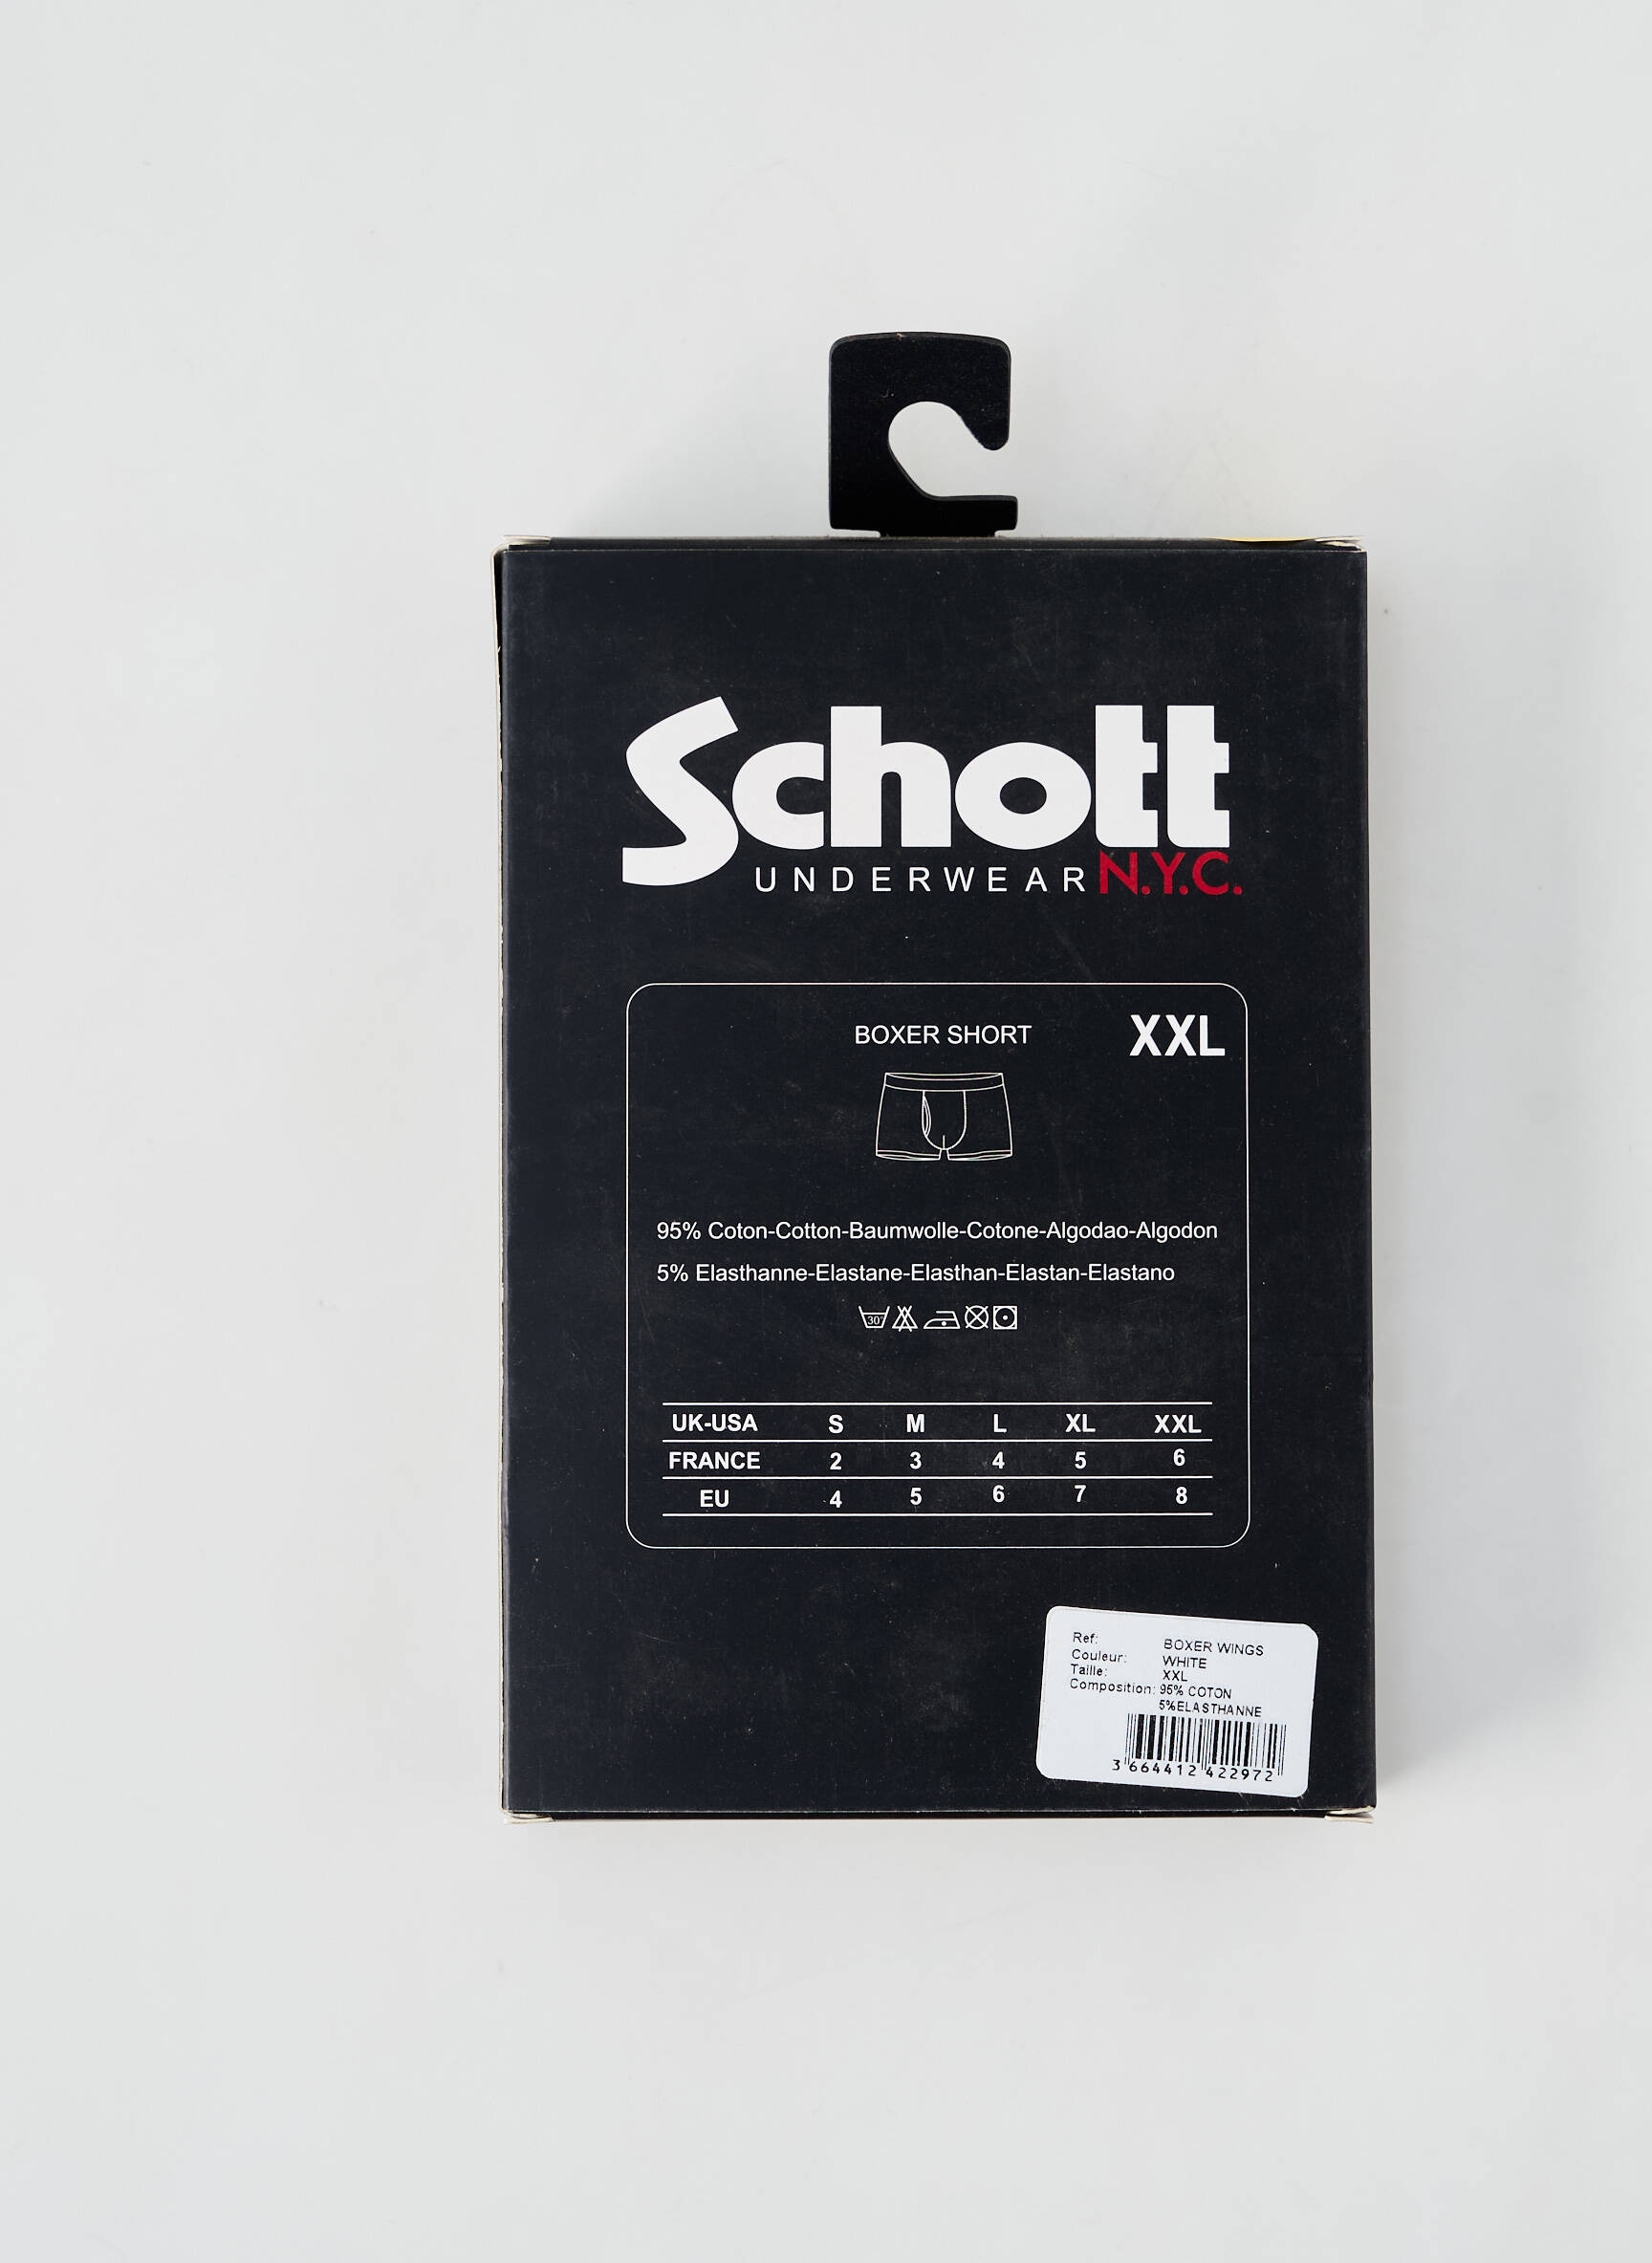 Schott
UNDERWEAR N.Y.C.
BOXER SHORT XXL
95% Coton-Cotton-Baumwolle-Cotone-Algodao-Algodon
5% Elasthanne-Elastane-Elasthan-Elastan-Elastano
30°
UK-USA S M L XL XXL
FRANCE 2 3 4 5 6
EU 4 5 6 7 8
Ref: BOXER WINGS
Couleur: WHITE
Taille: XXL
Composition: 95% COTON
5%ELASTHANNE
3 664412 422972